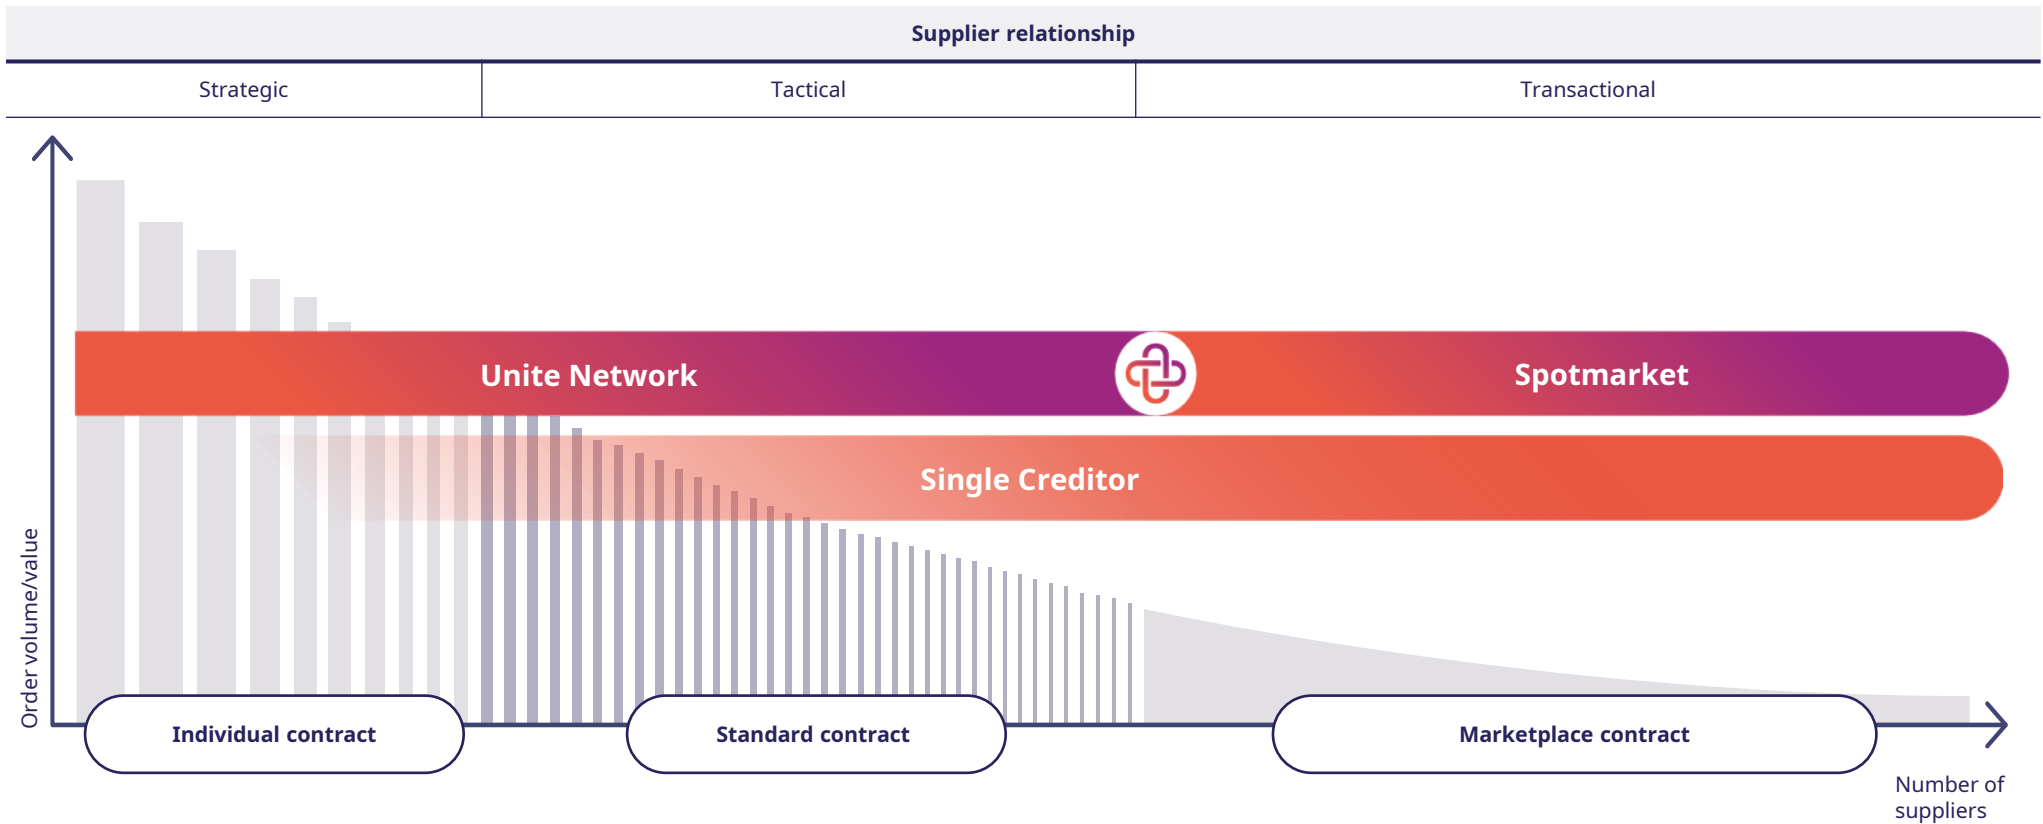 Supplier relationship
Strategic
Tactical
Transactional
Unite Network
Spotmarket
Single Creditor
Order volume/value
Individual contract
Standard contract
Marketplace contract
Number of
suppliers